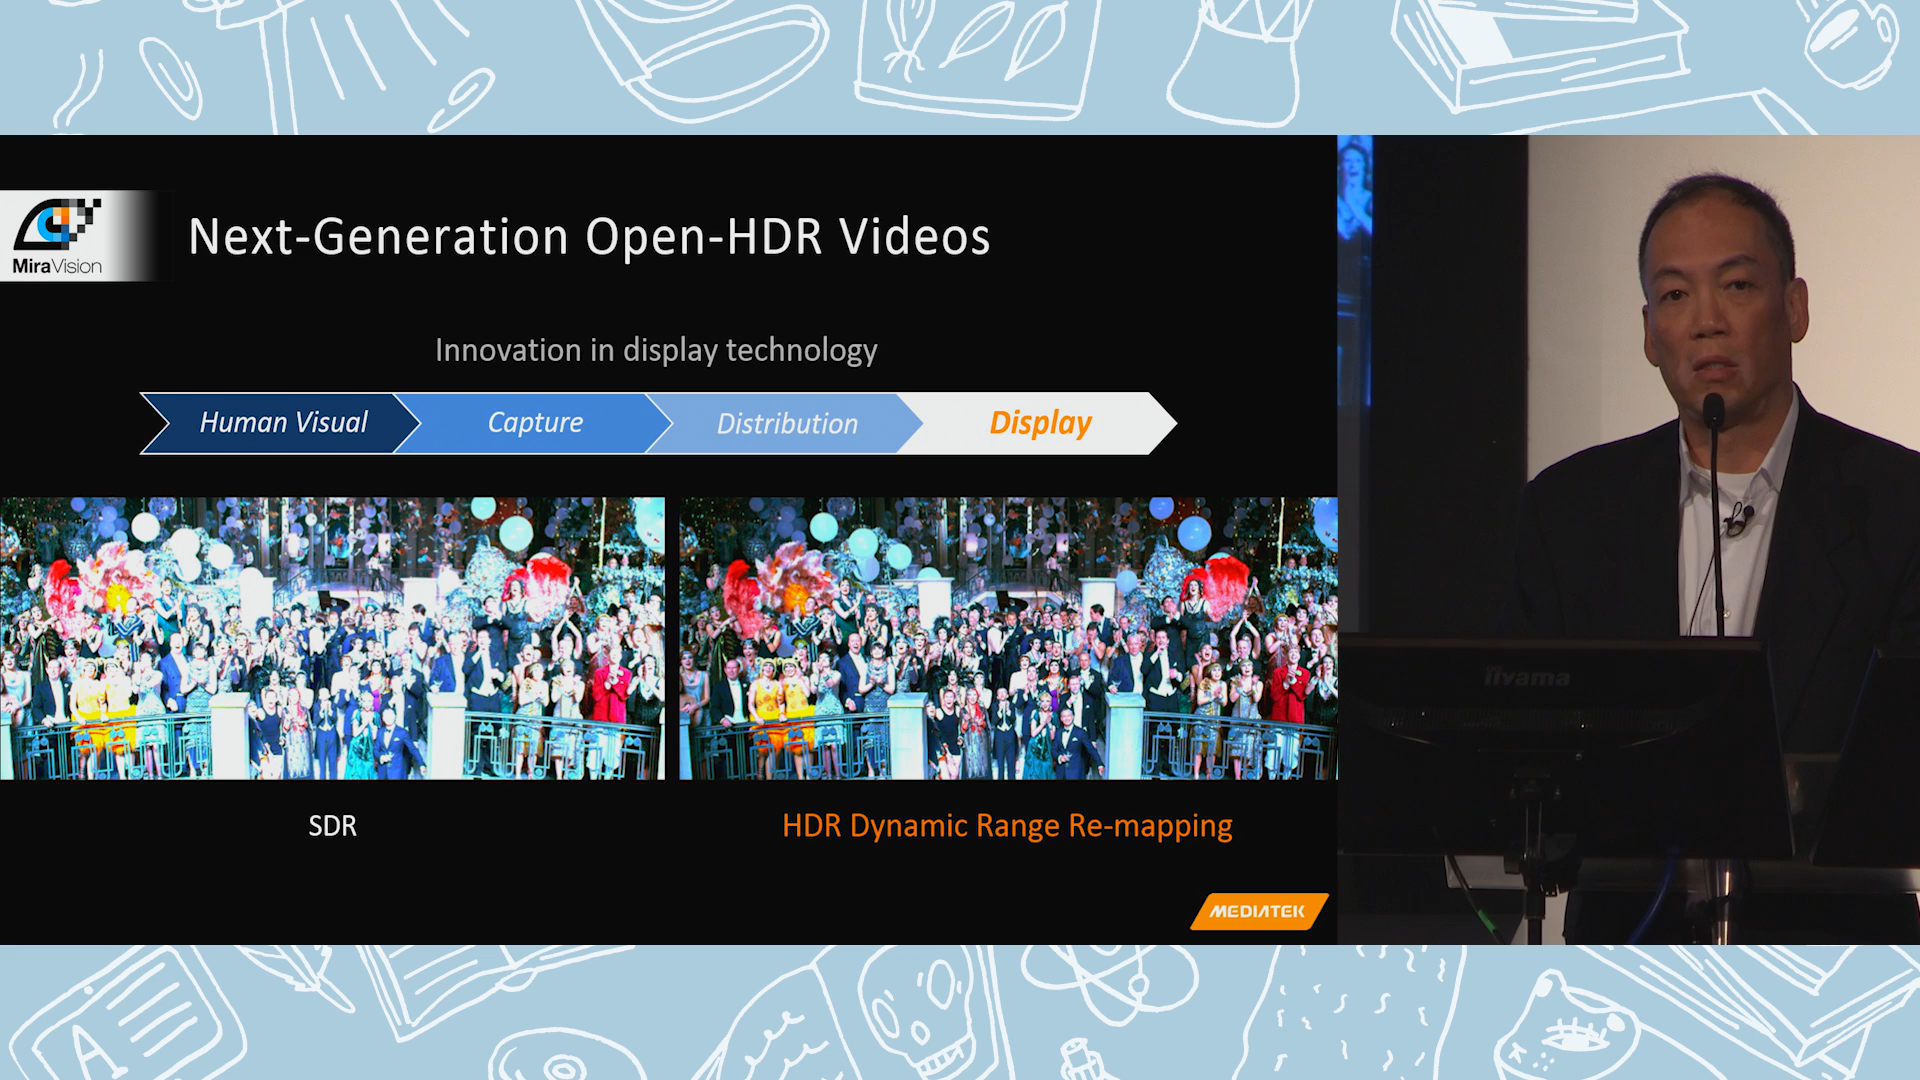 MiraVision
Next-Generation Open-HDR Videos
Innovation in display technology
Human Visual
Capture
Distribution
Display
SDR
HDR Dynamic Range Re-mapping
MEDIATEK
iiyama
A